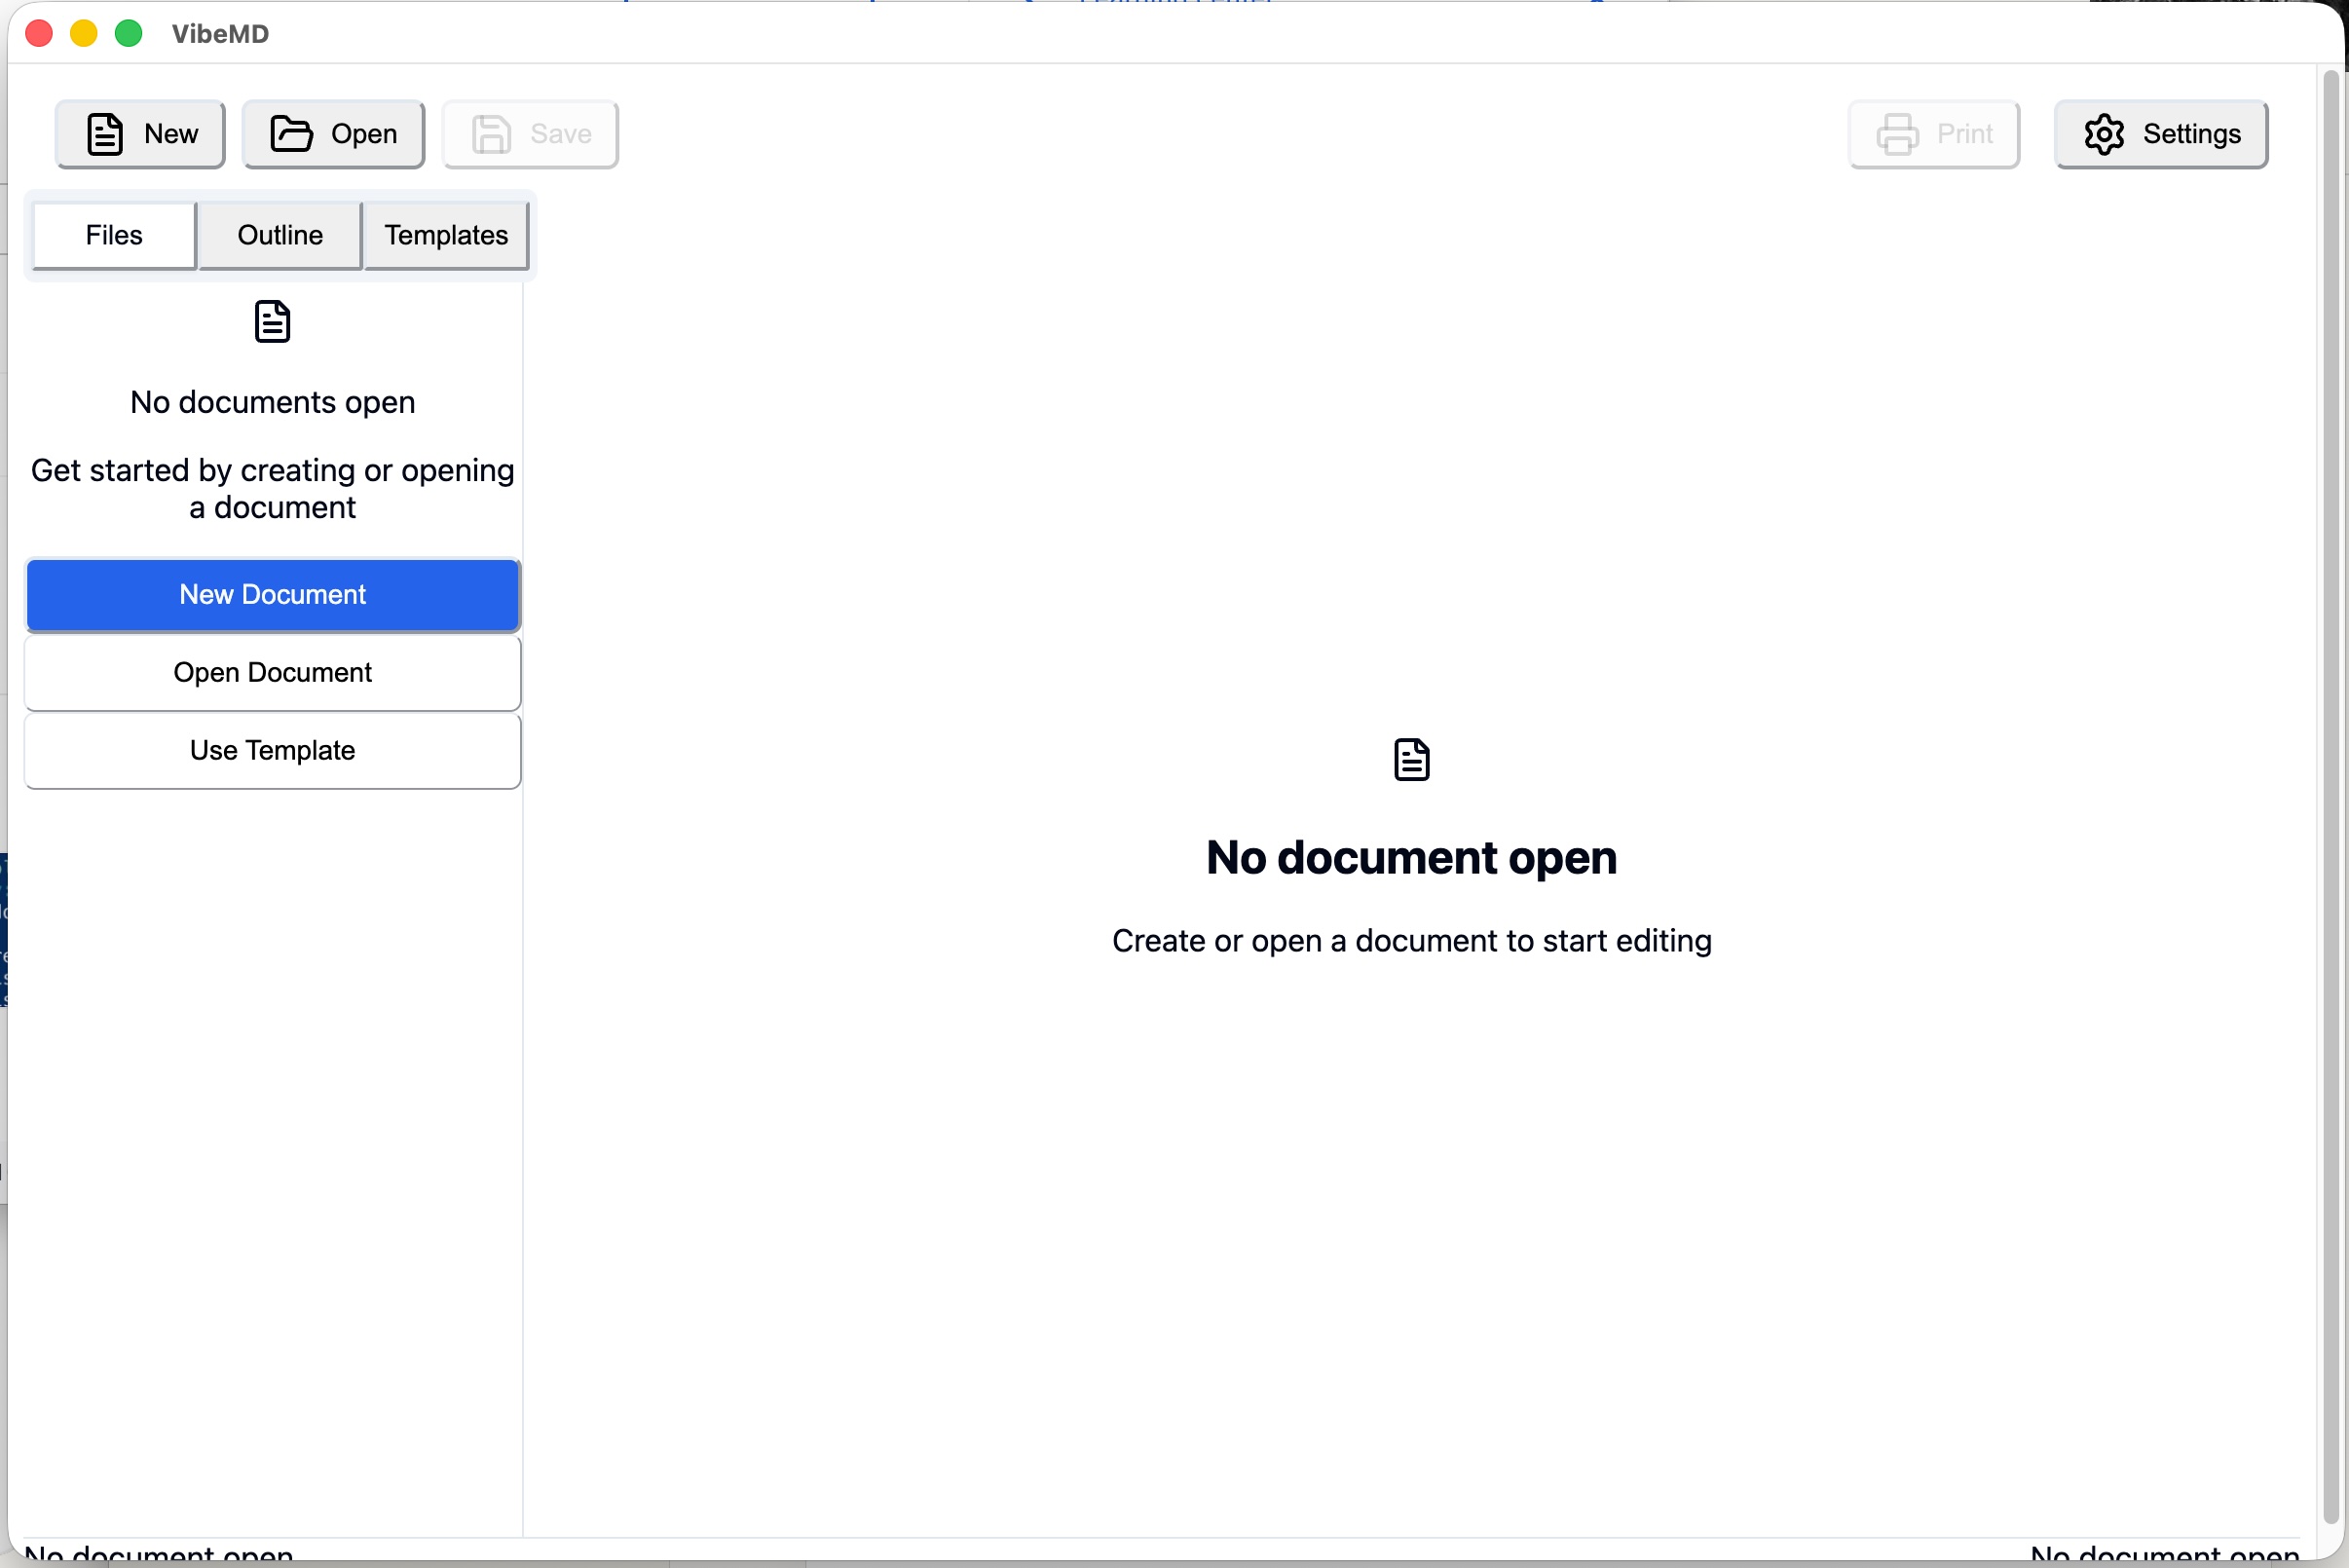 VibeMD
New
Open
Save
Print
Settings
Files
Outline
Templates
No documents open
Get started by creating or opening
a document
New Document
Open Document
Use Template
No document open
Create or open a document to start editing
No document open
No document open